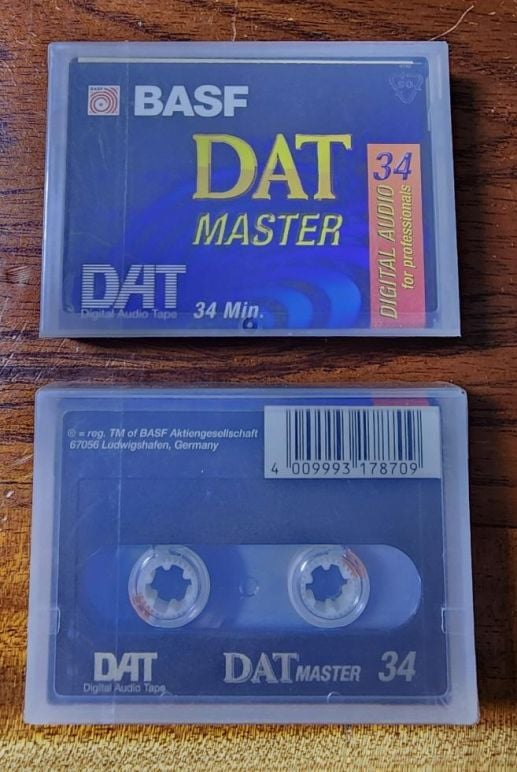 BASF
BASF
DAT
MASTER
34
DIGITAL AUDIO
for professionals
DAT
Digital Audio Tape
34 Min.
® = reg. TM of BASF Aktiengesellschaft
67056 Ludwigshafen, Germany
4 009993 178709
DAT
Digital Audio Tape
DAT MASTER 34